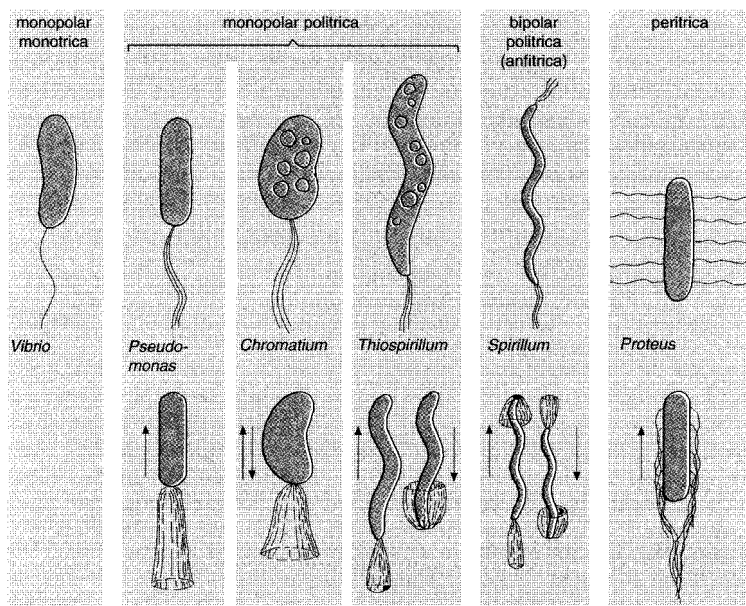 monopolar
monotrica
monopolar politrica
bipolar
politrica
(anfitrica)
peritrica
Vibrio
Pseudo-
monas
Chromatium
Thiospirillum
Spirillum
Proteus